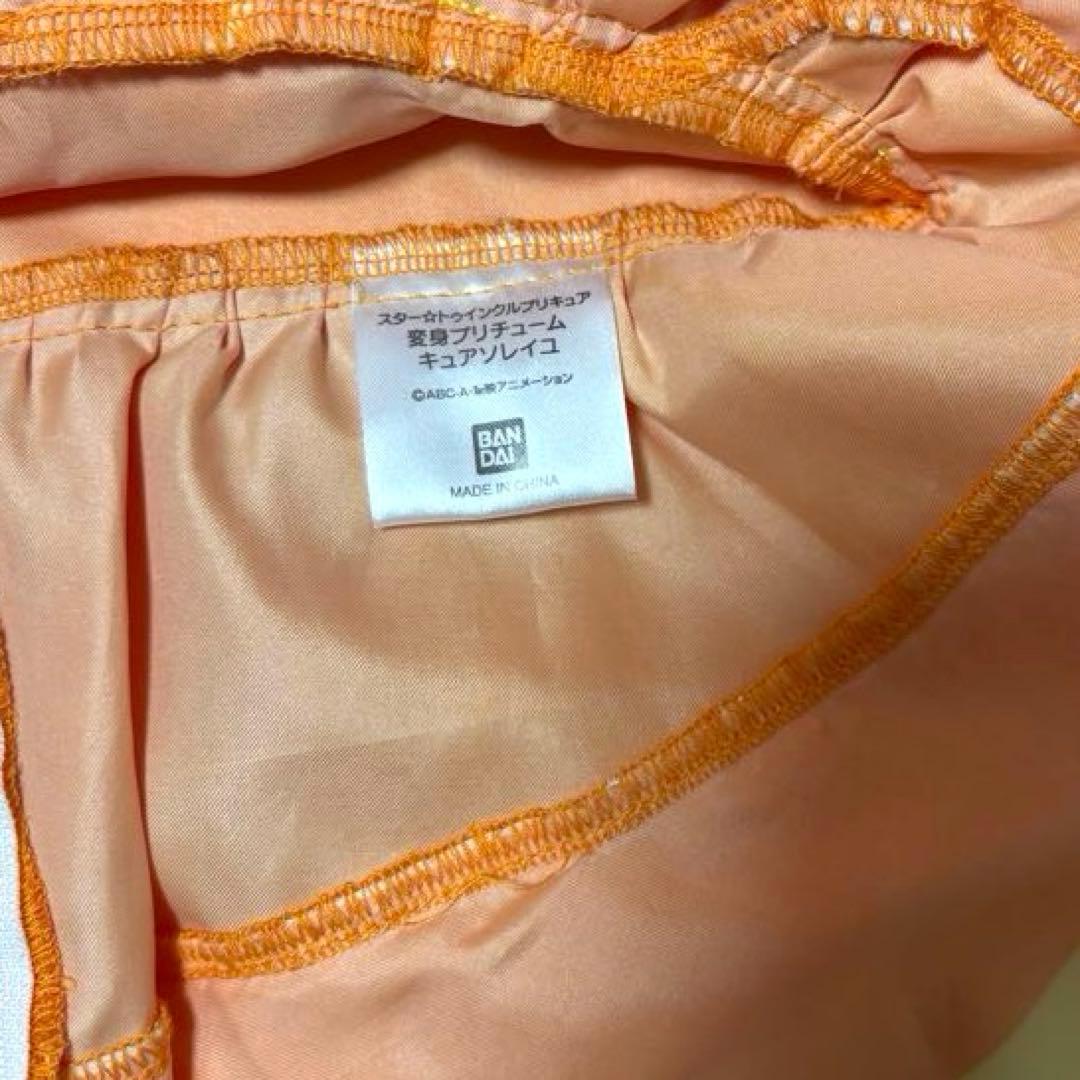 スター☆トゥインクルプリキュア
変身プリチューム
キュアソレイユ
©ABC-A・東映アニメーション
BAN
DAI
MADE IN CHINA